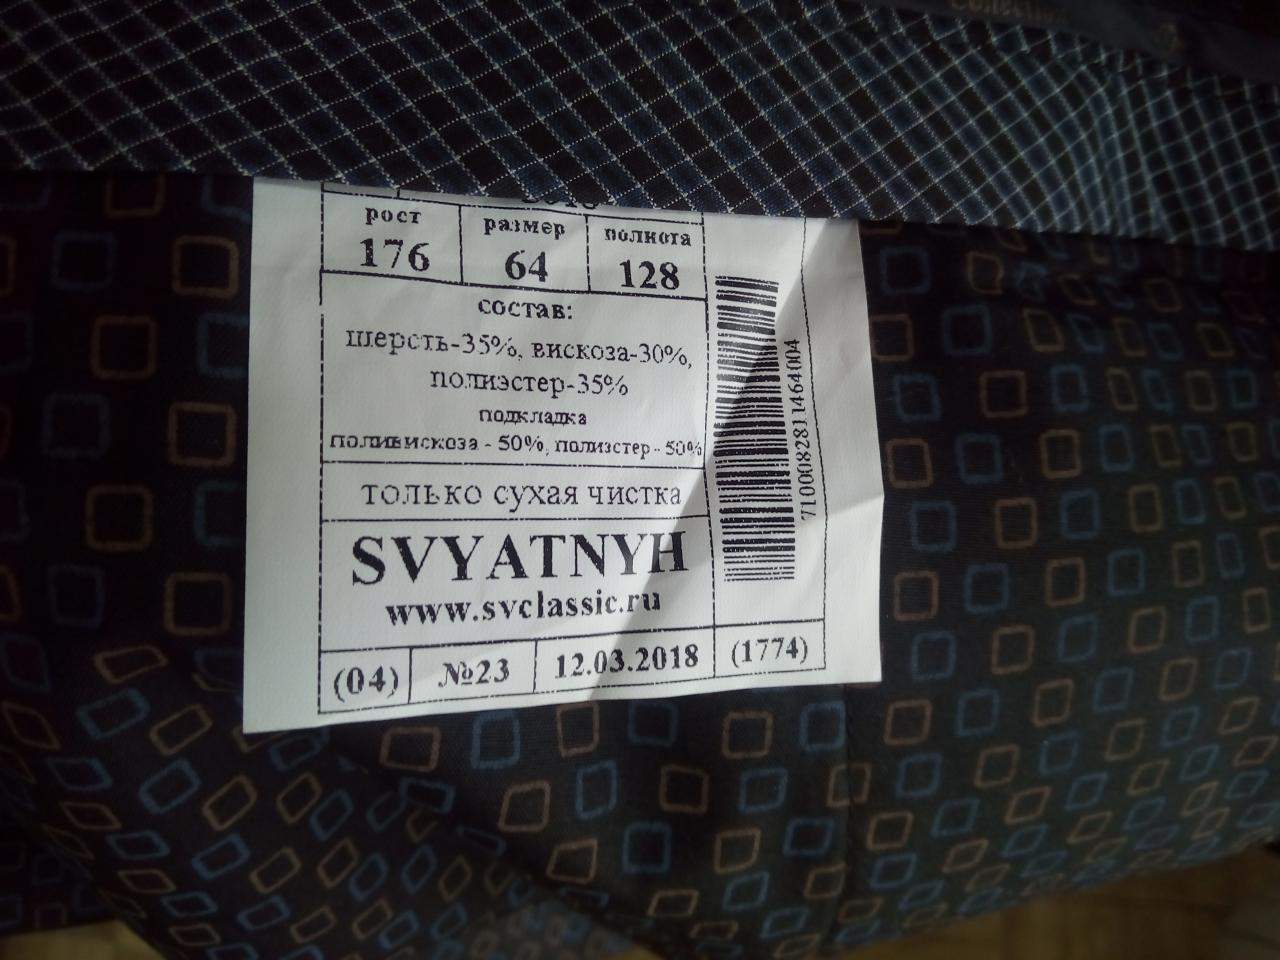 Collection
рост размер полнота
176 64 128
состав:
шерсть-35%, вискоза-30%,
полиэстер-35%
подкладка
поливискоза - 50%, полиэстер - 50%
только сухая чистка
SVYATNYH
www.svclassic.ru
(04) №23 12.03.2018 (1774)
7100082811464004